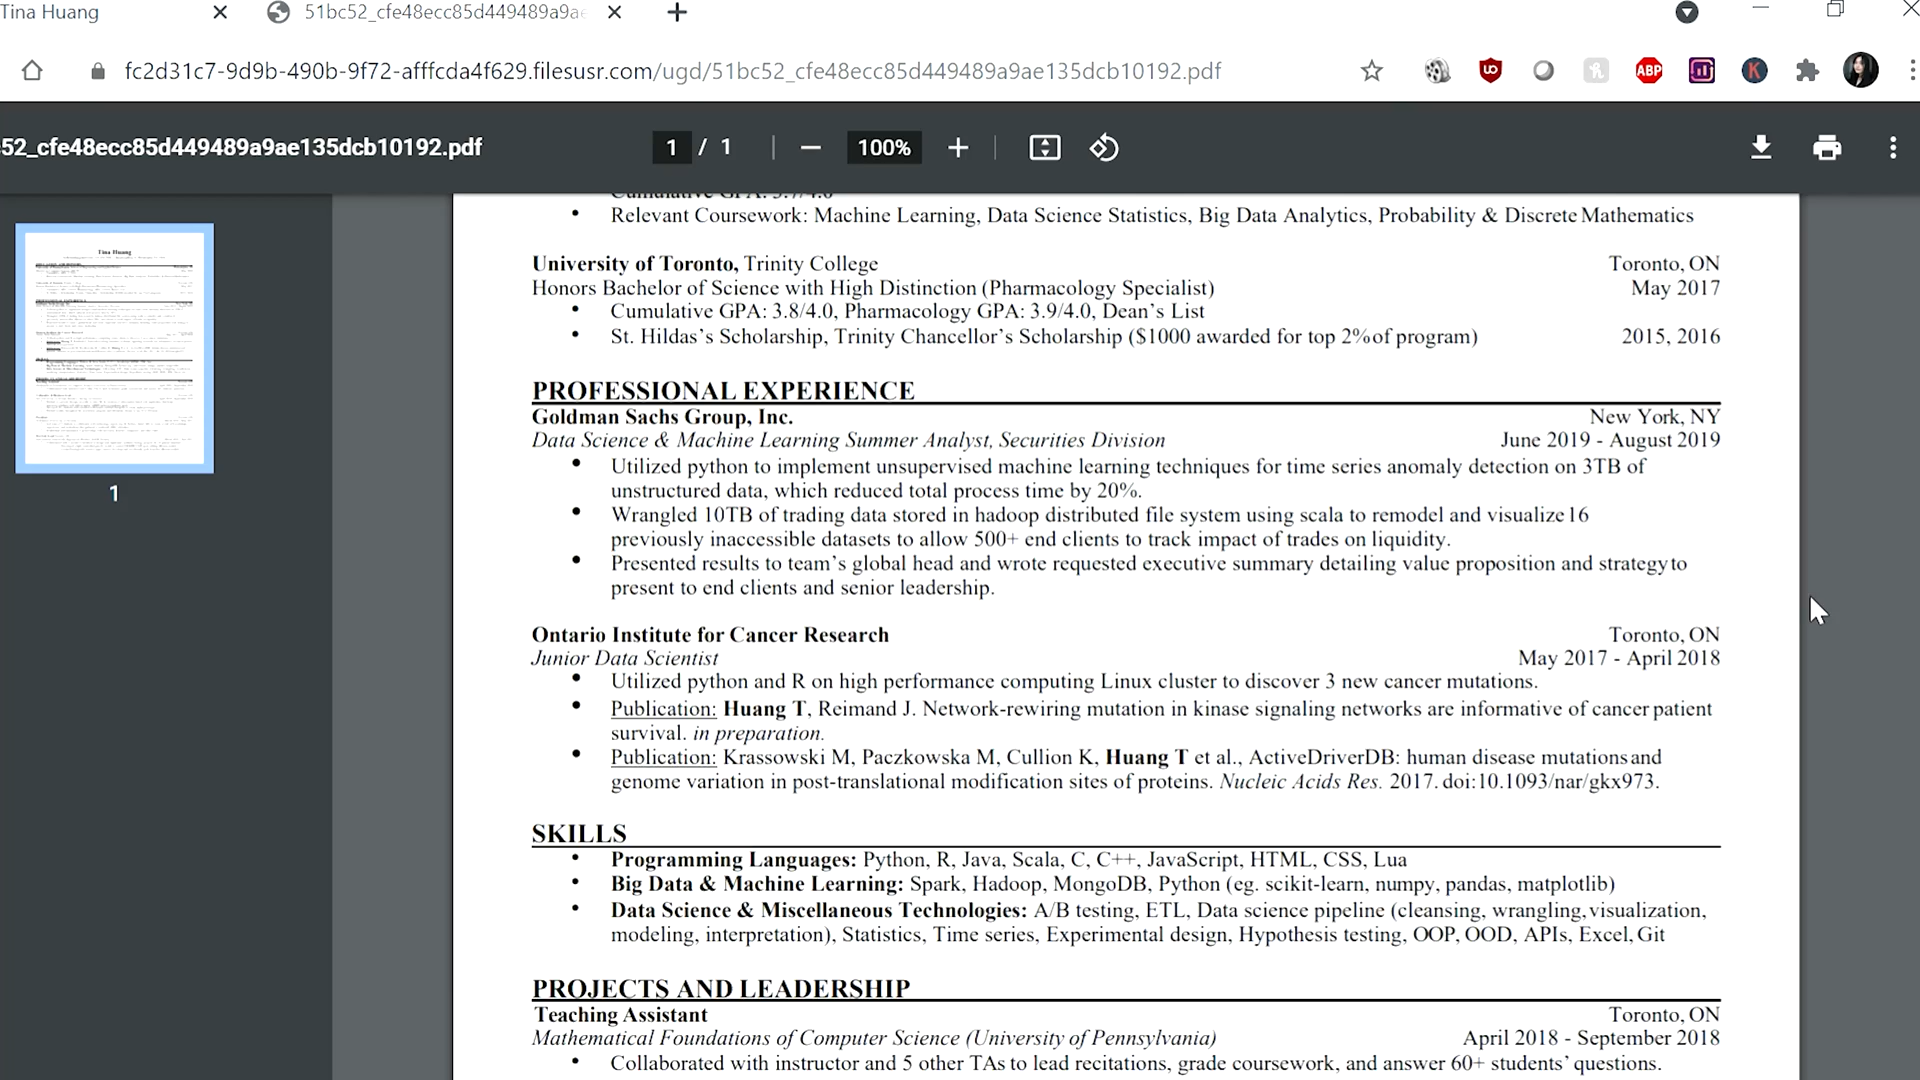 Tina Huang
51bc52_cfe48ecc85d449489a9ae
fc2d31c7-9d9b-490b-9f72-afffcda4f629.filesusr.com/ugd/51bc52_cfe48ecc85d449489a9ae135dcb10192.pdf
ABP
K
52_cfe48ecc85d449489a9ae135dcb10192.pdf
1 / 1
100%
Tina Huang
1
Cumulative GPA: 3.7/4.0
• Relevant Coursework: Machine Learning, Data Science Statistics, Big Data Analytics, Probability & Discrete Mathematics
University of Toronto, Trinity College Toronto, ON
Honors Bachelor of Science with High Distinction (Pharmacology Specialist) May 2017
• Cumulative GPA: 3.8/4.0, Pharmacology GPA: 3.9/4.0, Dean's List
• St. Hildas's Scholarship, Trinity Chancellor's Scholarship ($1000 awarded for top 2% of program) 2015, 2016
PROFESSIONAL EXPERIENCE
Goldman Sachs Group, Inc. New York, NY
Data Science & Machine Learning Summer Analyst, Securities Division June 2019 - August 2019
• Utilized python to implement unsupervised machine learning techniques for time series anomaly detection on 3TB of
unstructured data, which reduced total process time by 20%.
• Wrangled 10TB of trading data stored in hadoop distributed file system using scala to remodel and visualize 16
previously inaccessible datasets to allow 500+ end clients to track impact of trades on liquidity.
• Presented results to team's global head and wrote requested executive summary detailing value proposition and strategy to
present to end clients and senior leadership.
Ontario Institute for Cancer Research Toronto, ON
Junior Data Scientist May 2017 - April 2018
• Utilized python and R on high performance computing Linux cluster to discover 3 new cancer mutations.
• Publication: Huang T, Reimand J. Network-rewiring mutation in kinase signaling networks are informative of cancer patient
survival. in preparation.
• Publication: Krassowski M, Paczkowska M, Cullion K, Huang T et al., ActiveDriverDB: human disease mutations and
genome variation in post-translational modification sites of proteins. Nucleic Acids Res. 2017. doi:10.1093/nar/gkx973.
SKILLS
• Programming Languages: Python, R, Java, Scala, C, C++, JavaScript, HTML, CSS, Lua
• Big Data & Machine Learning: Spark, Hadoop, MongoDB, Python (eg. scikit-learn, numpy, pandas, matplotlib)
• Data Science & Miscellaneous Technologies: A/B testing, ETL, Data science pipeline (cleansing, wrangling, visualization,
modeling, interpretation), Statistics, Time series, Experimental design, Hypothesis testing, OOP, OOD, APIs, Excel, Git
PROJECTS AND LEADERSHIP
Teaching Assistant Toronto, ON
Mathematical Foundations of Computer Science (University of Pennsylvania) April 2018 - September 2018
• Collaborated with instructor and 5 other TAs to lead recitations, grade coursework, and answer 60+ students' questions.